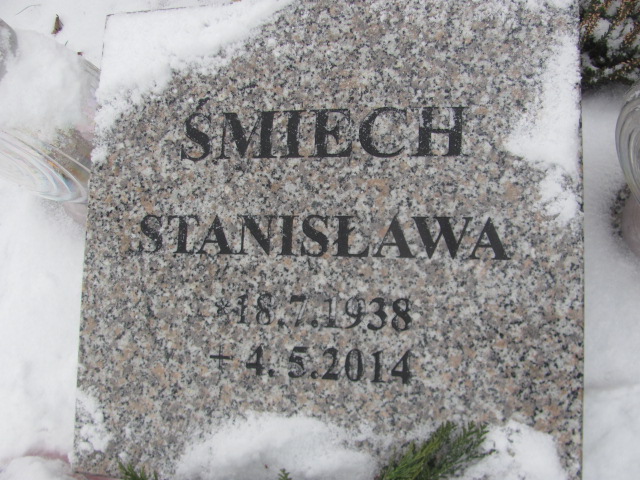 ŚMIECH
STANISŁAWA
*18.7.1938
+ 4.5.2014